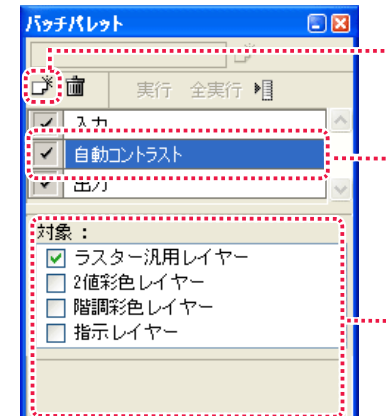 バッチパレット
実行 全実行
入力
自動コントラスト
出力
対象：
ラスター汎用レイヤー
2値彩色レイヤー
階調彩色レイヤー
指示レイヤー